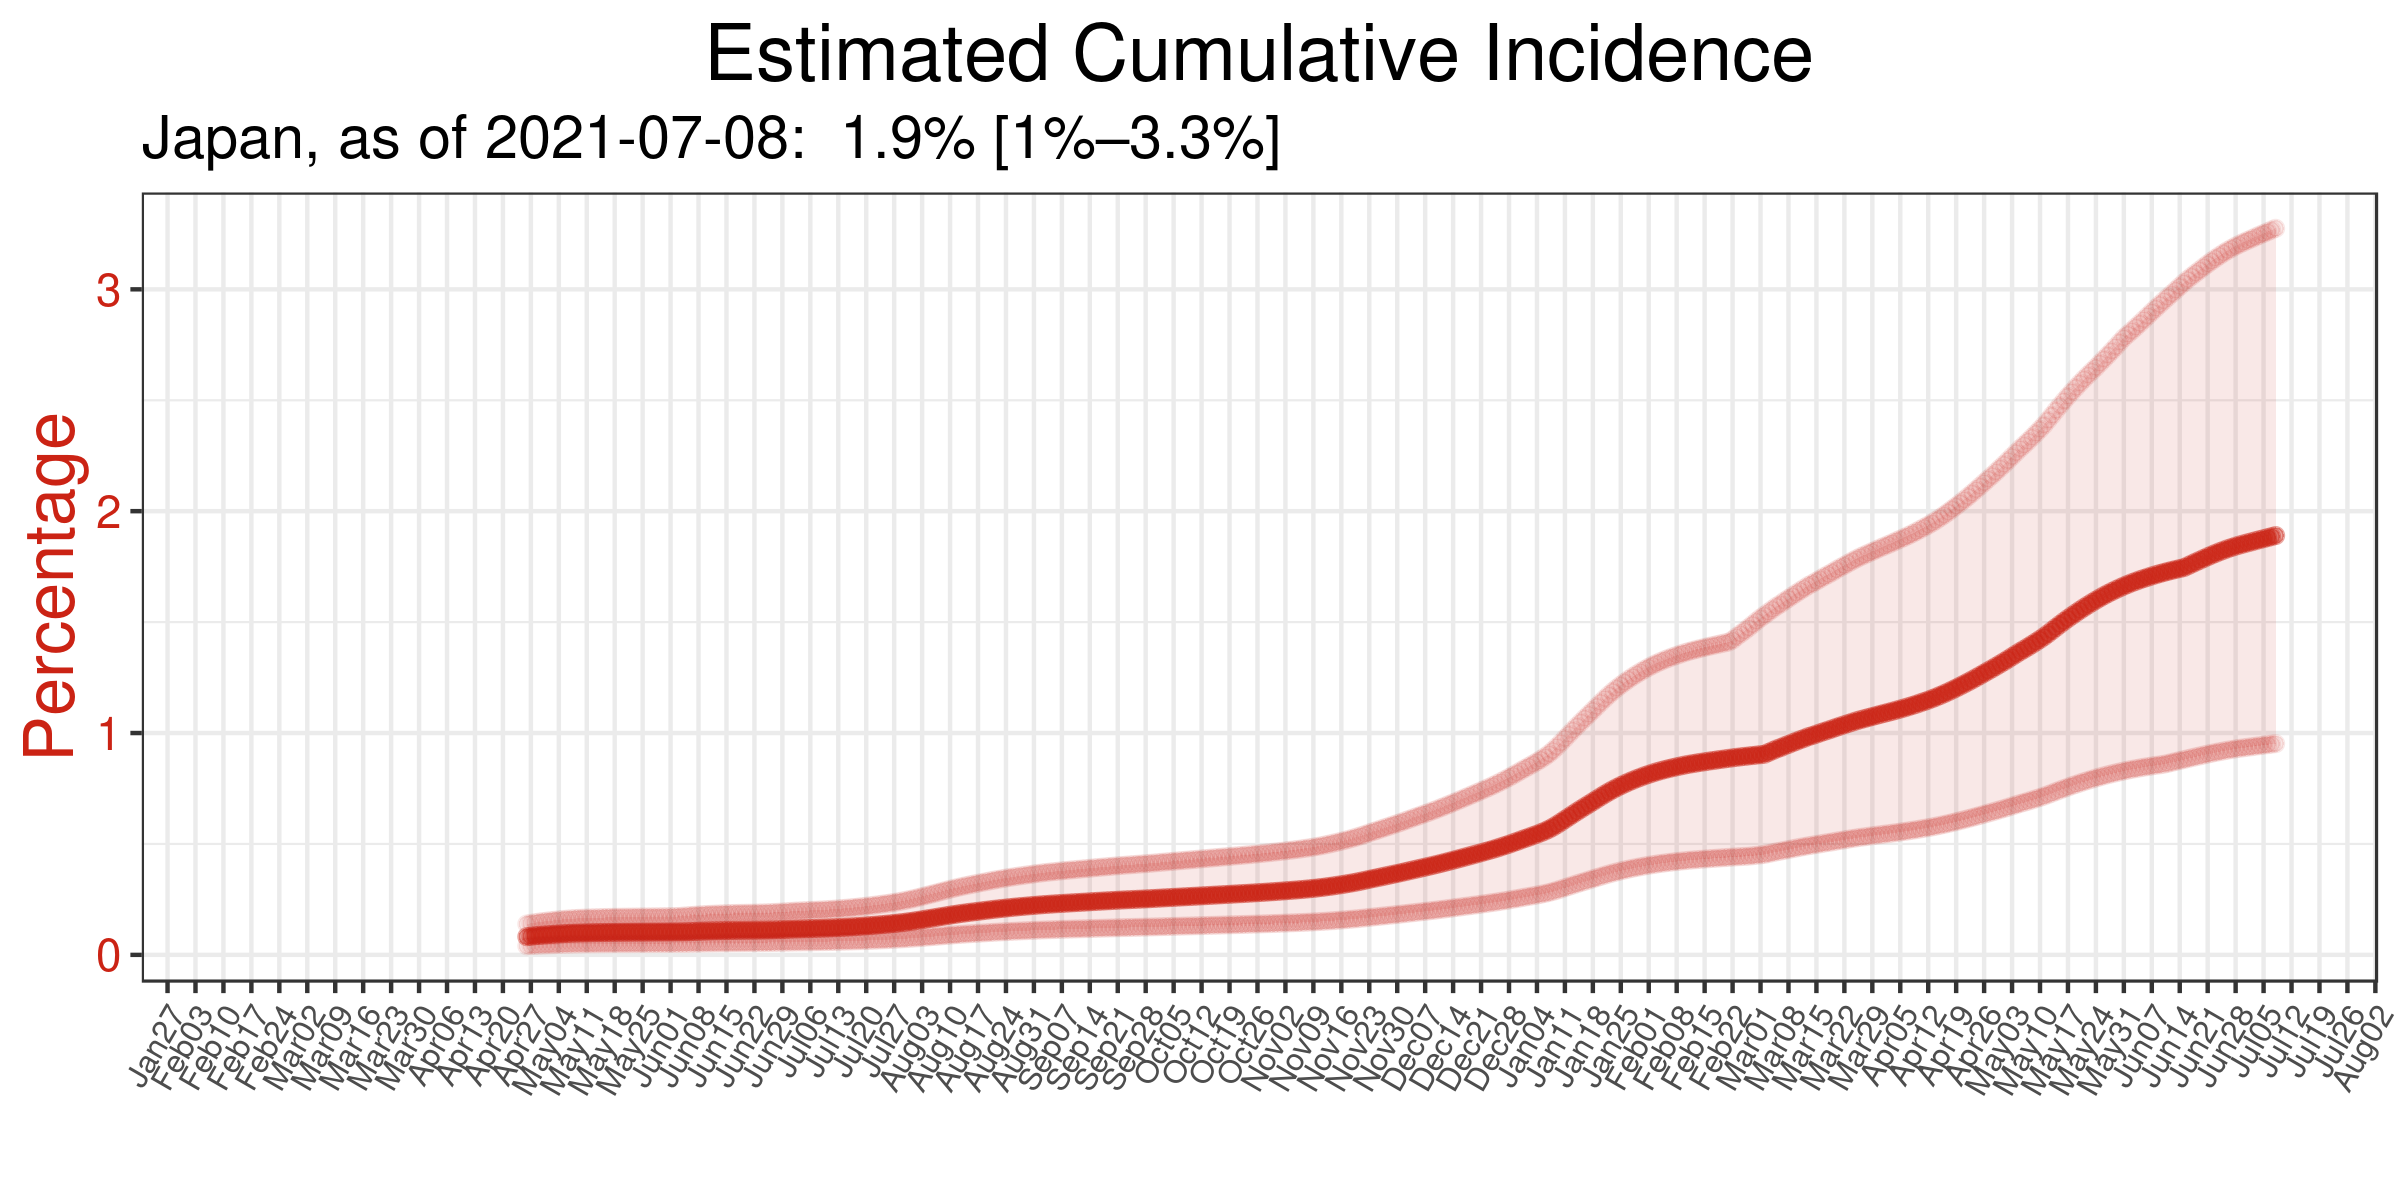 Estimated Cumulative Incidence
Japan, as of 2021-07-08:  1.9% [1%–3.3%]
Percentage
3
2
1
0
Jan27
Feb03
Feb10
Feb17
Feb24
Mar02
Mar09
Mar16
Mar23
Mar30
Apr06
Apr13
Apr20
Apr27
May04
May11
May18
May25
Jun01
Jun08
Jun15
Jun22
Jun29
Jul06
Jul13
Jul20
Jul27
Aug03
Aug10
Aug17
Aug24
Aug31
Sep07
Sep14
Sep21
Sep28
Oct05
Oct12
Oct19
Oct26
Nov02
Nov09
Nov16
Nov23
Nov30
Dec07
Dec14
Dec21
Dec28
Jan04
Jan11
Jan18
Jan25
Feb01
Feb08
Feb15
Feb22
Mar01
Mar08
Mar15
Mar22
Mar29
Apr05
Apr12
Apr19
Apr26
May03
May10
May17
May24
May31
Jun07
Jun14
Jun21
Jun28
Jul05
Jul12
Jul19
Jul26
Aug02